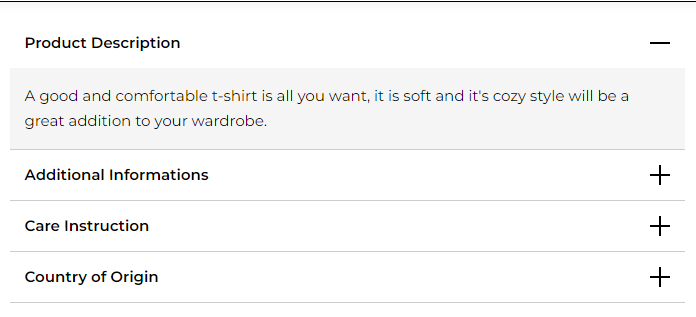 Product Description
A good and comfortable t-shirt is all you want, it is soft and it's cozy style will be a
great addition to your wardrobe.
Additional Informations
Care Instruction
Country of Origin